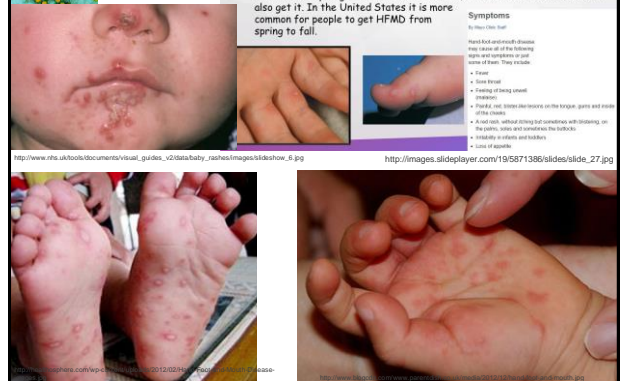 also get it. In the United States it is more
common for people to get HFMD from
spring to fall.
Symptoms
By Mayo Clinic Staff
Hand-foot-and-mouth disease
may cause all of the following
signs and symptoms or just
some of them. They include:
• Fever
• Sore throat
• Feeling of being unwell
(malaise)
• Painful, red, blister-like lesions on the tongue, gums and inside
of the cheeks
• A red rash, without itching but sometimes with blistering, on
the palms, soles and sometimes the buttocks
• Irritability in infants and toddlers
• Loss of appetite
http://www.nhs.uk/tools/documents/visual_guides_v2/data/baby_rashes/images/slideshow_6.jpg
http://images.slideplayer.com/19/5871386/slides/slide_27.jpg